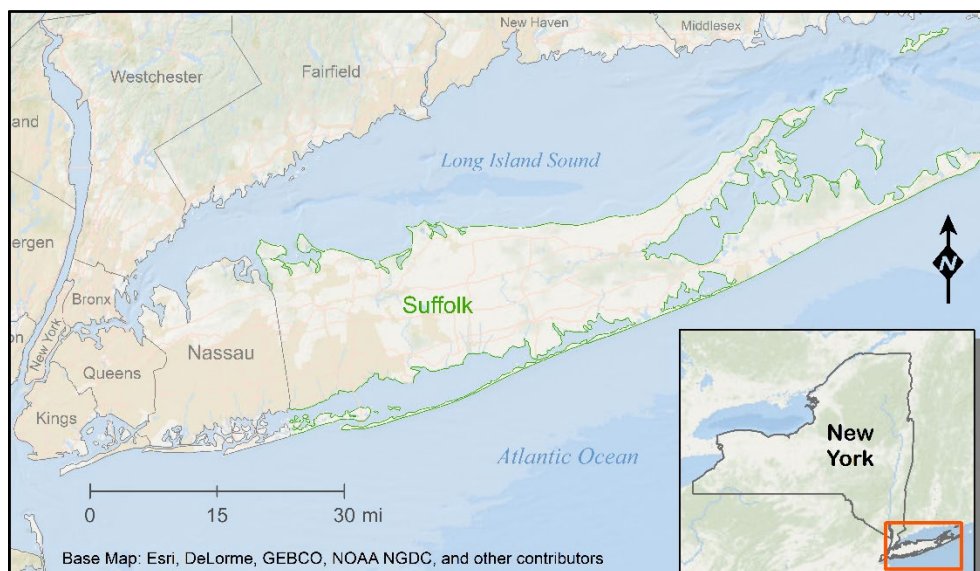 New Haven
Middlesex
Westchester
Fairfield
and
Long Island Sound
ergen
N
Bronx
Suffolk
New York
Nassau
Queens
Kings
New
York
Atlantic Ocean
0 15 30 mi
Base Map: Esri, DeLorme, GEBCO, NOAA NGDC, and other contributors